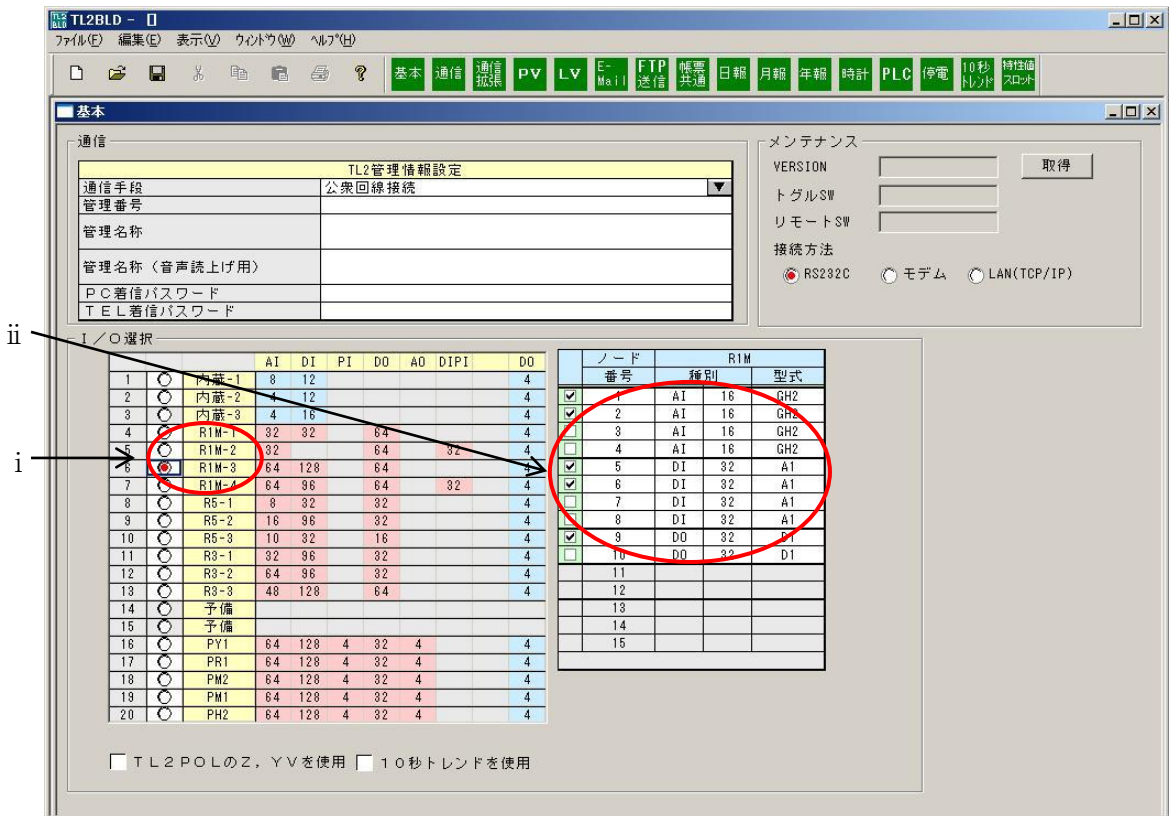 TL2BLD - []
ファイル(F) 編集(E) 表示(V) ウィンドウ(W) ヘルプ(H)
基本 通信 通信拡張 PV LV E-Mail FTP送信 帳票共通 日報 月報 年報 時計 PLC 停電 10秒トレンド 特性値スロット
基本
通信
TL2管理情報設定
通信手段 公衆回線接続
管理番号
管理名称
管理名称（音声読上げ用）
ＰＣ着信パスワード
ＴＥＬ着信パスワード
メンテナンス
VERSION 取得
トグルSW
リモートSW
接続方法
RS232C モデム LAN(TCP/IP)
ii
i
Ｉ／Ｏ選択
AI DI PI DO AO DIPI DO
1 内蔵-1 8 12 4
2 内蔵-2 4 12 4
3 内蔵-3 4 16 4
4 R1M-1 32 32 64 4
5 R1M-2 32 64 32 4
6 R1M-3 64 128 64 4
7 R1M-4 64 96 64 32 4
8 R5-1 8 32 32 4
9 R5-2 16 96 32 4
10 R5-3 10 32 16 4
11 R3-1 32 96 32 4
12 R3-2 64 96 32 4
13 R3-3 48 128 64 4
14 予備
15 予備
16 PY1 64 128 4 32 4 4
17 PR1 64 128 4 32 4 4
18 PM2 64 128 4 32 4 4
19 PM1 64 128 4 32 4 4
20 PH2 64 128 4 32 4 4
ノード R1M
番号 種別 型式
1 AI 16 GH2
2 AI 16 GH2
3 AI 16 GH2
4 AI 16 GH2
5 DI 32 A1
6 DI 32 A1
7 DI 32 A1
8 DI 32 A1
9 DO 32 D1
10 DO 32 D1
11
12
13
14
15
ＴＬ２ＰＯＬのＺ，ＹＶを使用 １０秒トレンドを使用